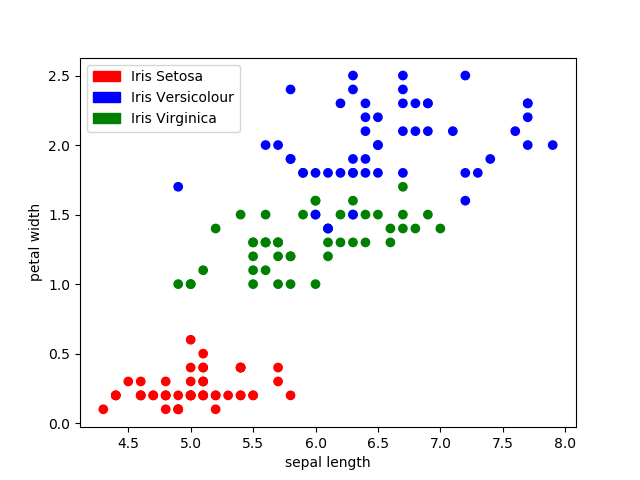 Iris Setosa
Iris Versicolour
Iris Virginica
2.5
2.0
1.5
1.0
0.5
0.0
petal width
4.5 5.0 5.5 6.0 6.5 7.0 7.5 8.0
sepal length